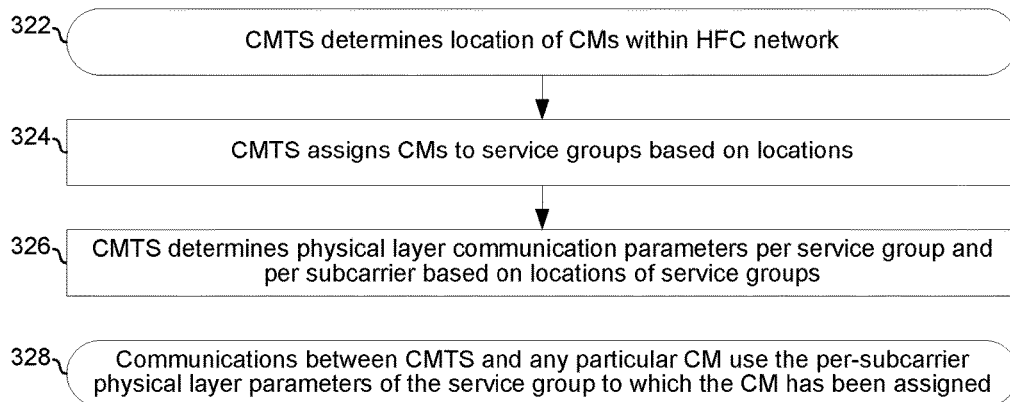 322
CMTS determines location of CMs within HFC network
324
CMTS assigns CMs to service groups based on locations
326
CMTS determines physical layer communication parameters per service group and
per subcarrier based on locations of service groups
328
Communications between CMTS and any particular CM use the per-subcarrier
physical layer parameters of the service group to which the CM has been assigned